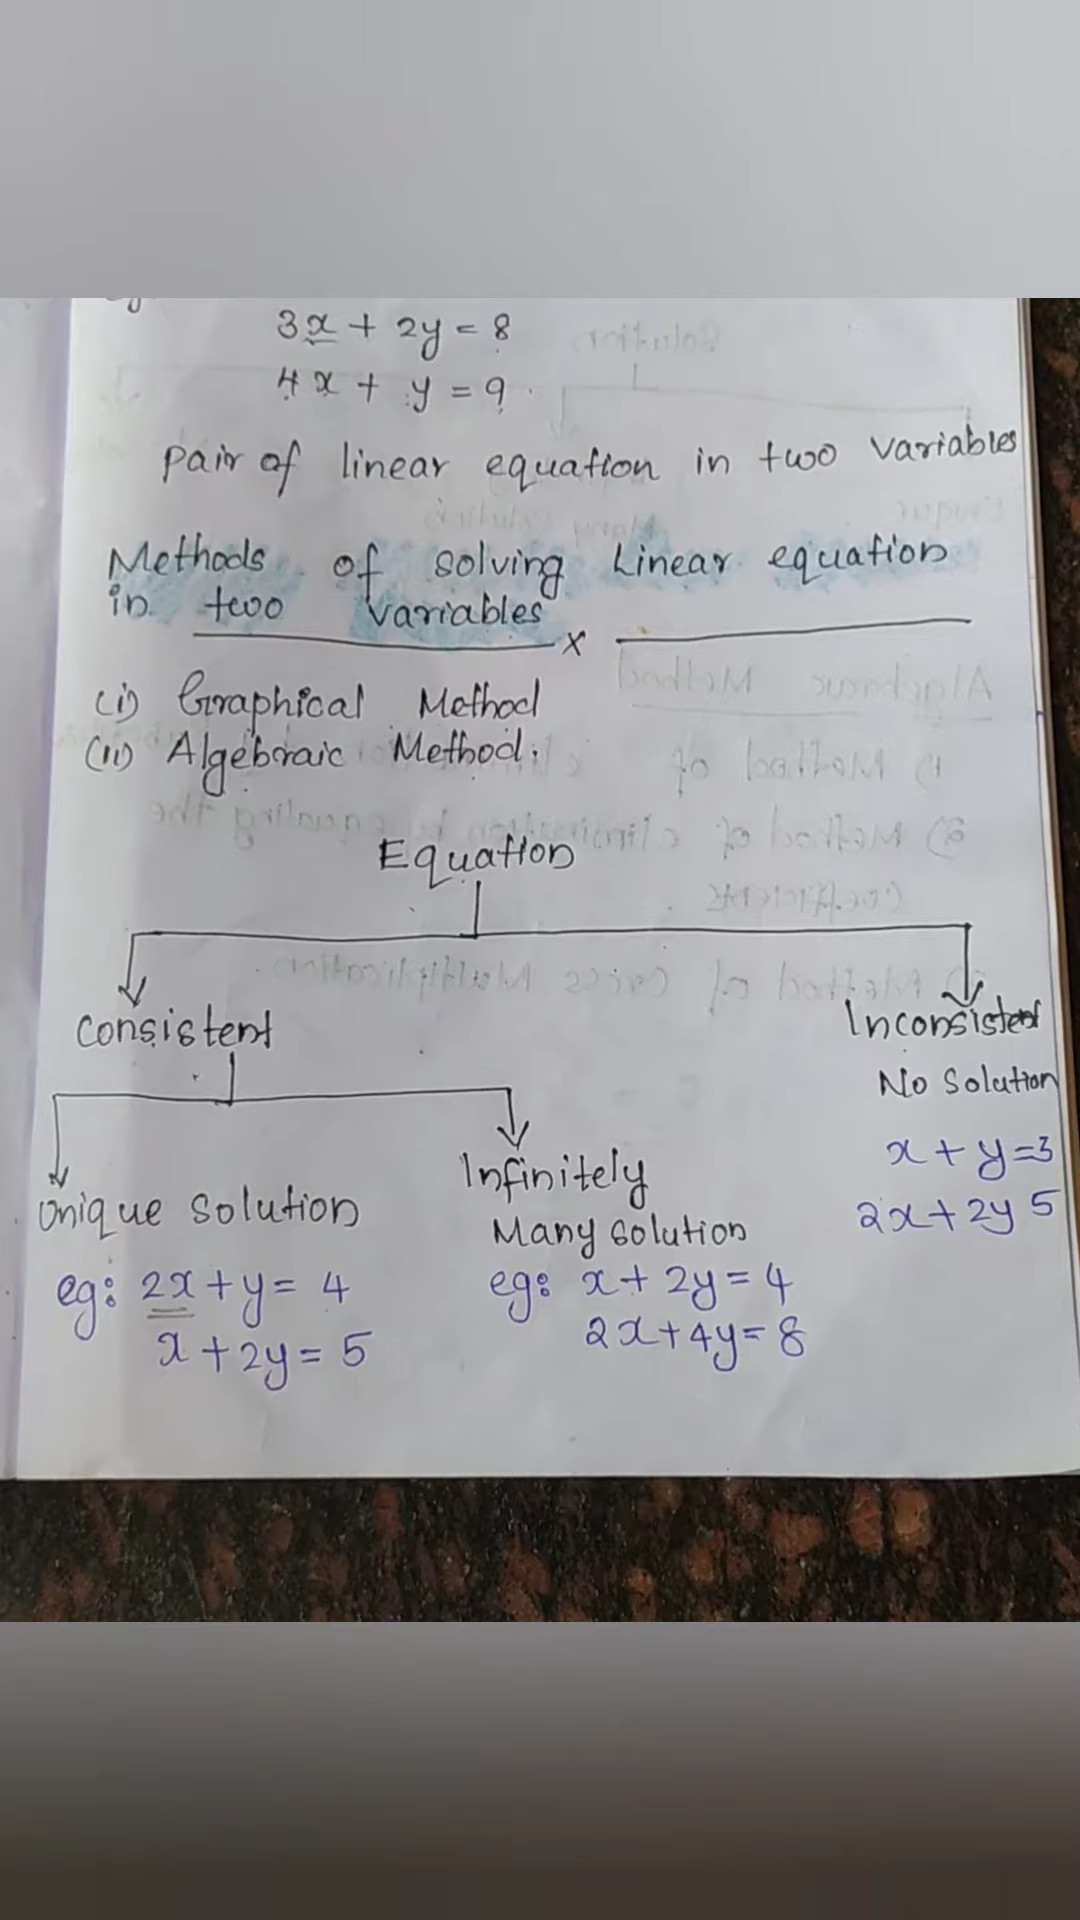 3x + 2y = 8
4x + y = 9
pair of linear equation in two variables
Methods of solving Linear equation
in two variables
x
(i) Graphical Method
(ii) Algebraic Method.
Equation
Consistent
Inconsistent
No Solution
x + y = 3
2x + 2y 5
Unique Solution
eg: 2x + y = 4
x + 2y = 5
Infinitely
Many solution
eg: x + 2y = 4
2x + 4y = 8